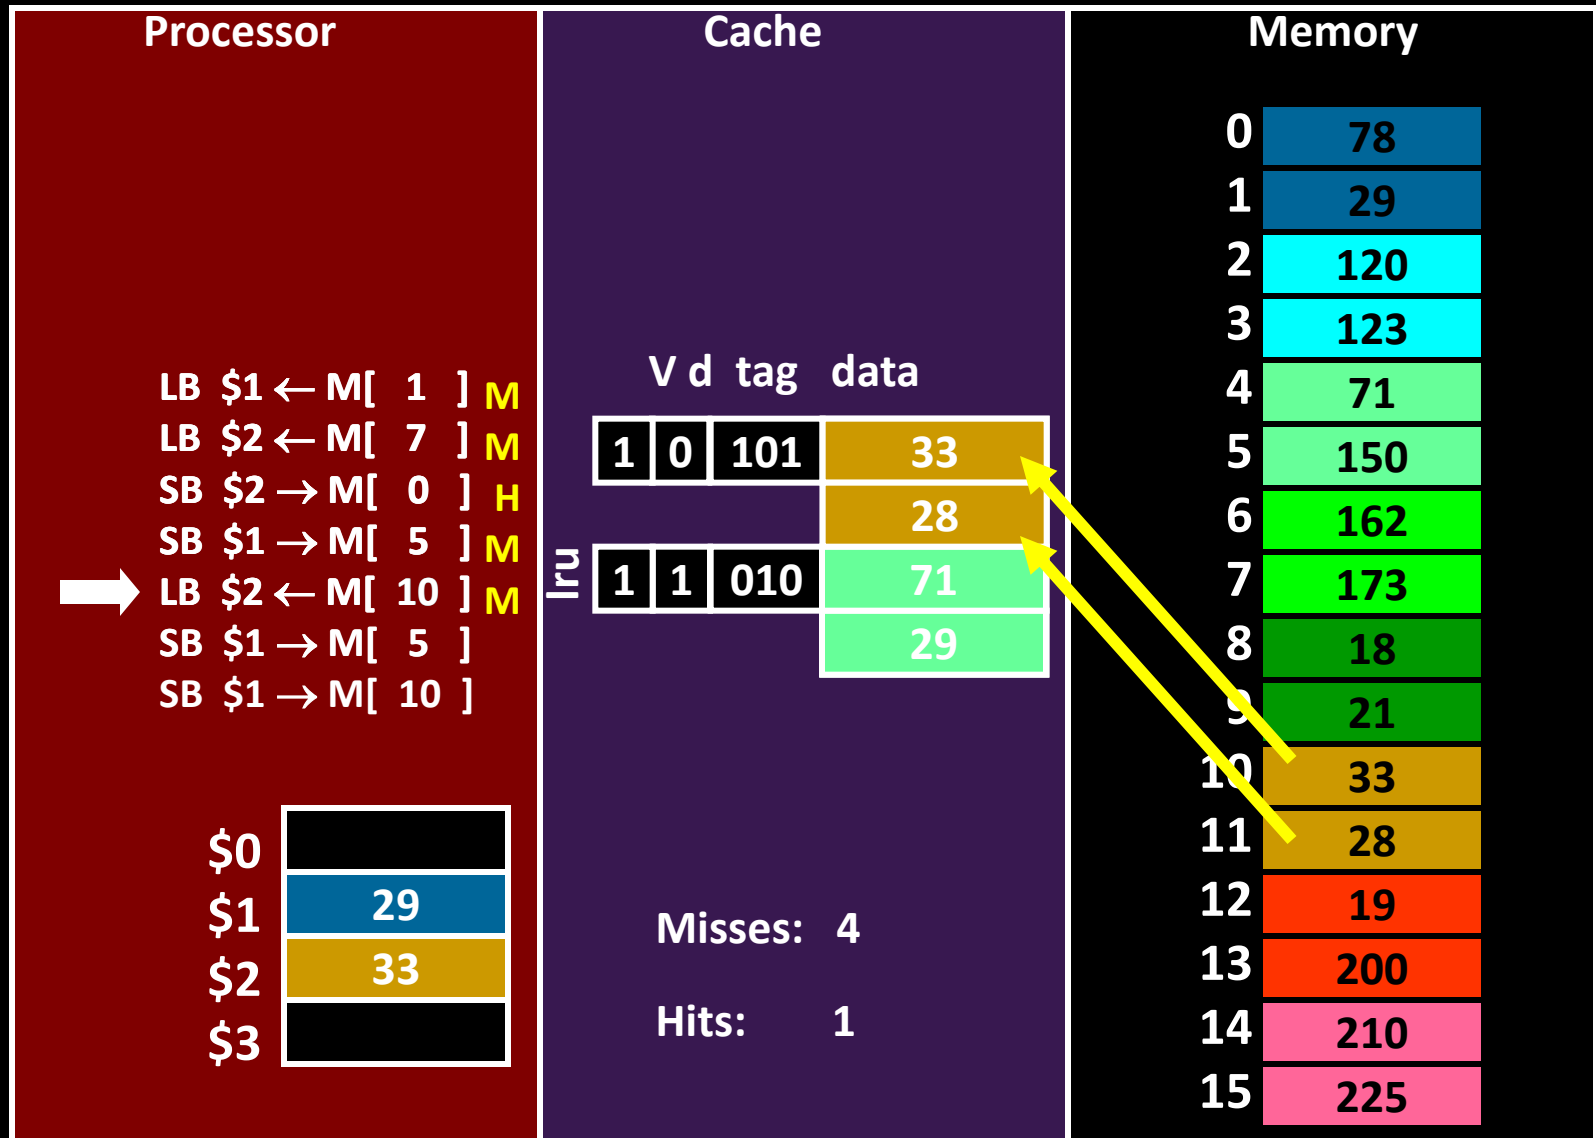 Processor
LB $1 ← M[ 1 ] M
LB $2 ← M[ 7 ] M
SB $2 → M[ 0 ] H
SB $1 → M[ 5 ] M
LB $2 ← M[ 10 ] M
SB $1 → M[ 5 ]
SB $1 → M[ 10 ]
$0
$1 29
$2 33
$3
Cache
V d tag data
1 0 101 33
28
lru
1 1 010 71
29
Misses: 4
Hits: 1
Memory
0 78
1 29
2 120
3 123
4 71
5 150
6 162
7 173
8 18
9 21
10 33
11 28
12 19
13 200
14 210
15 225